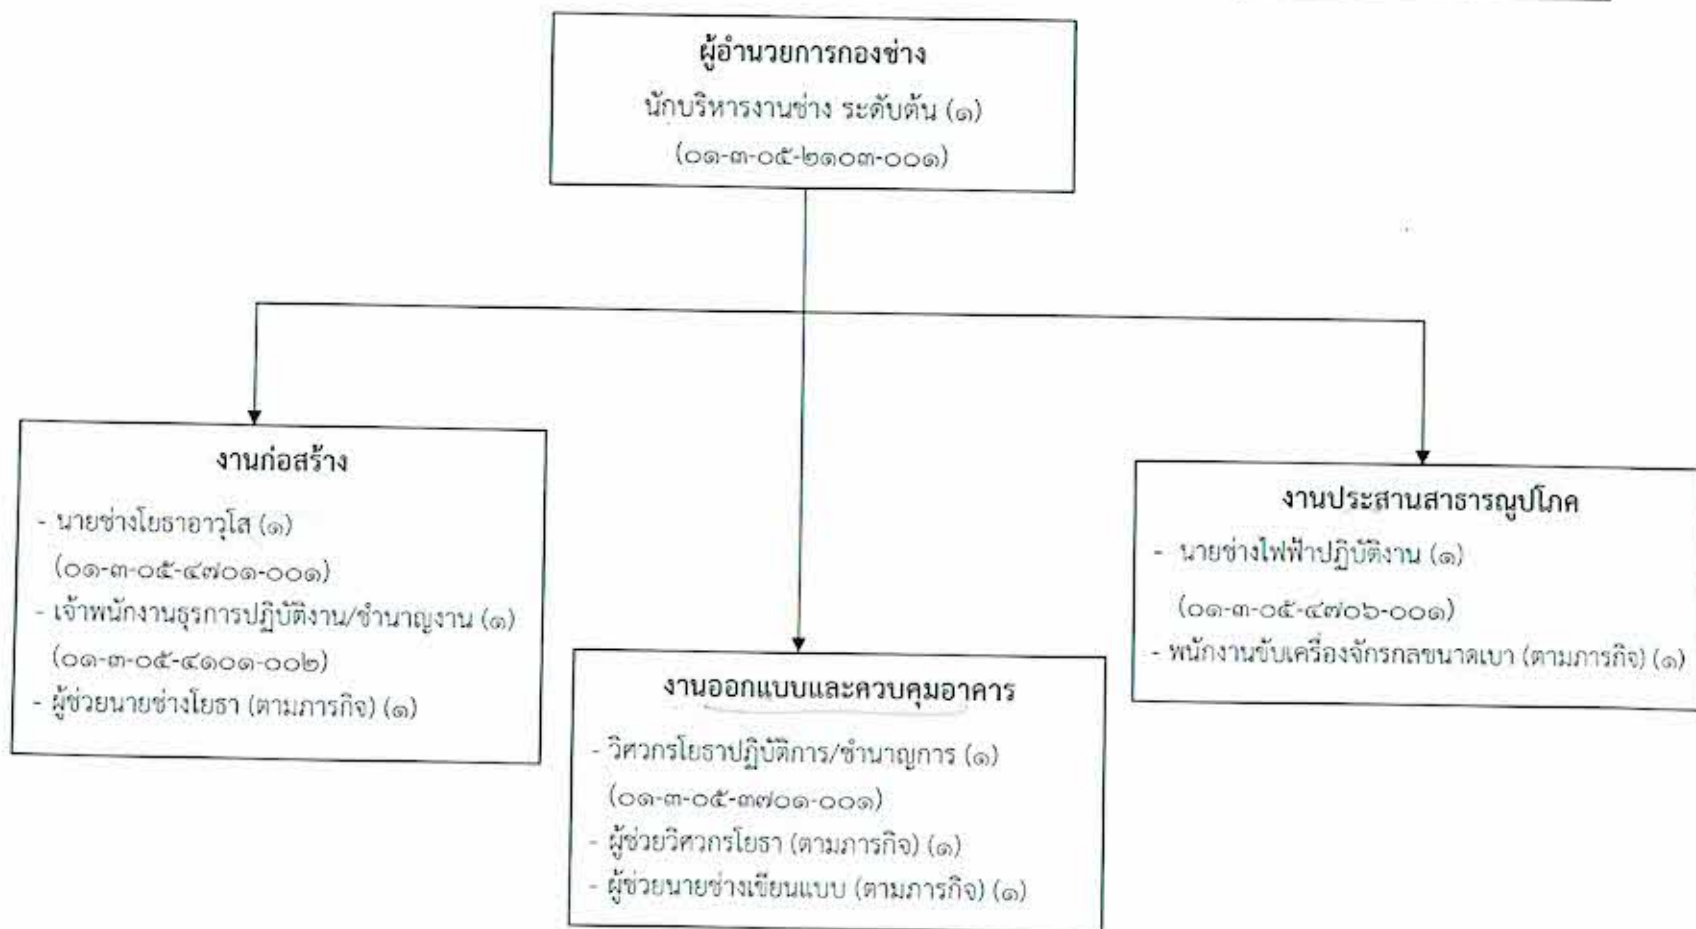 ผู้อำนวยการกองช่าง
นักบริหารงานช่าง ระดับต้น (๑)
(๐๑-๓-๐๕-๒๑๐๓-๐๐๑)
งานก่อสร้าง
- นายช่างโยธาอาวุโส (๑)
(๐๑-๓-๐๕-๔๗๐๑-๐๐๑)
- เจ้าพนักงานธุรการปฏิบัติงาน/ชำนาญงาน (๑)
(๐๑-๓-๐๕-๔๑๐๑-๐๐๒)
- ผู้ช่วยนายช่างโยธา (ตามภารกิจ) (๑)
งานออกแบบและควบคุมอาคาร
- วิศวกรโยธาปฏิบัติการ/ชำนาญการ (๑)
(๐๑-๓-๐๕-๓๗๐๑-๐๐๑)
- ผู้ช่วยวิศวกรโยธา (ตามภารกิจ) (๑)
- ผู้ช่วยนายช่างเขียนแบบ (ตามภารกิจ) (๑)
งานประสานสาธารณูปโภค
- นายช่างไฟฟ้าปฏิบัติงาน (๑)
(๐๑-๓-๐๕-๔๗๐๖-๐๐๑)
- พนักงานขับเครื่องจักรกลขนาดเบา (ตามภารกิจ) (๑)